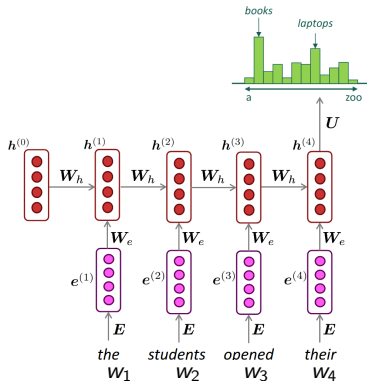 books
laptops
a zoo
U
h(0) h(1) h(2) h(3) h(4)
Wh Wh Wh Wh
We We We We
e(1) e(2) e(3) e(4)
E E E E
the students opened their
W1 W2 W3 W4